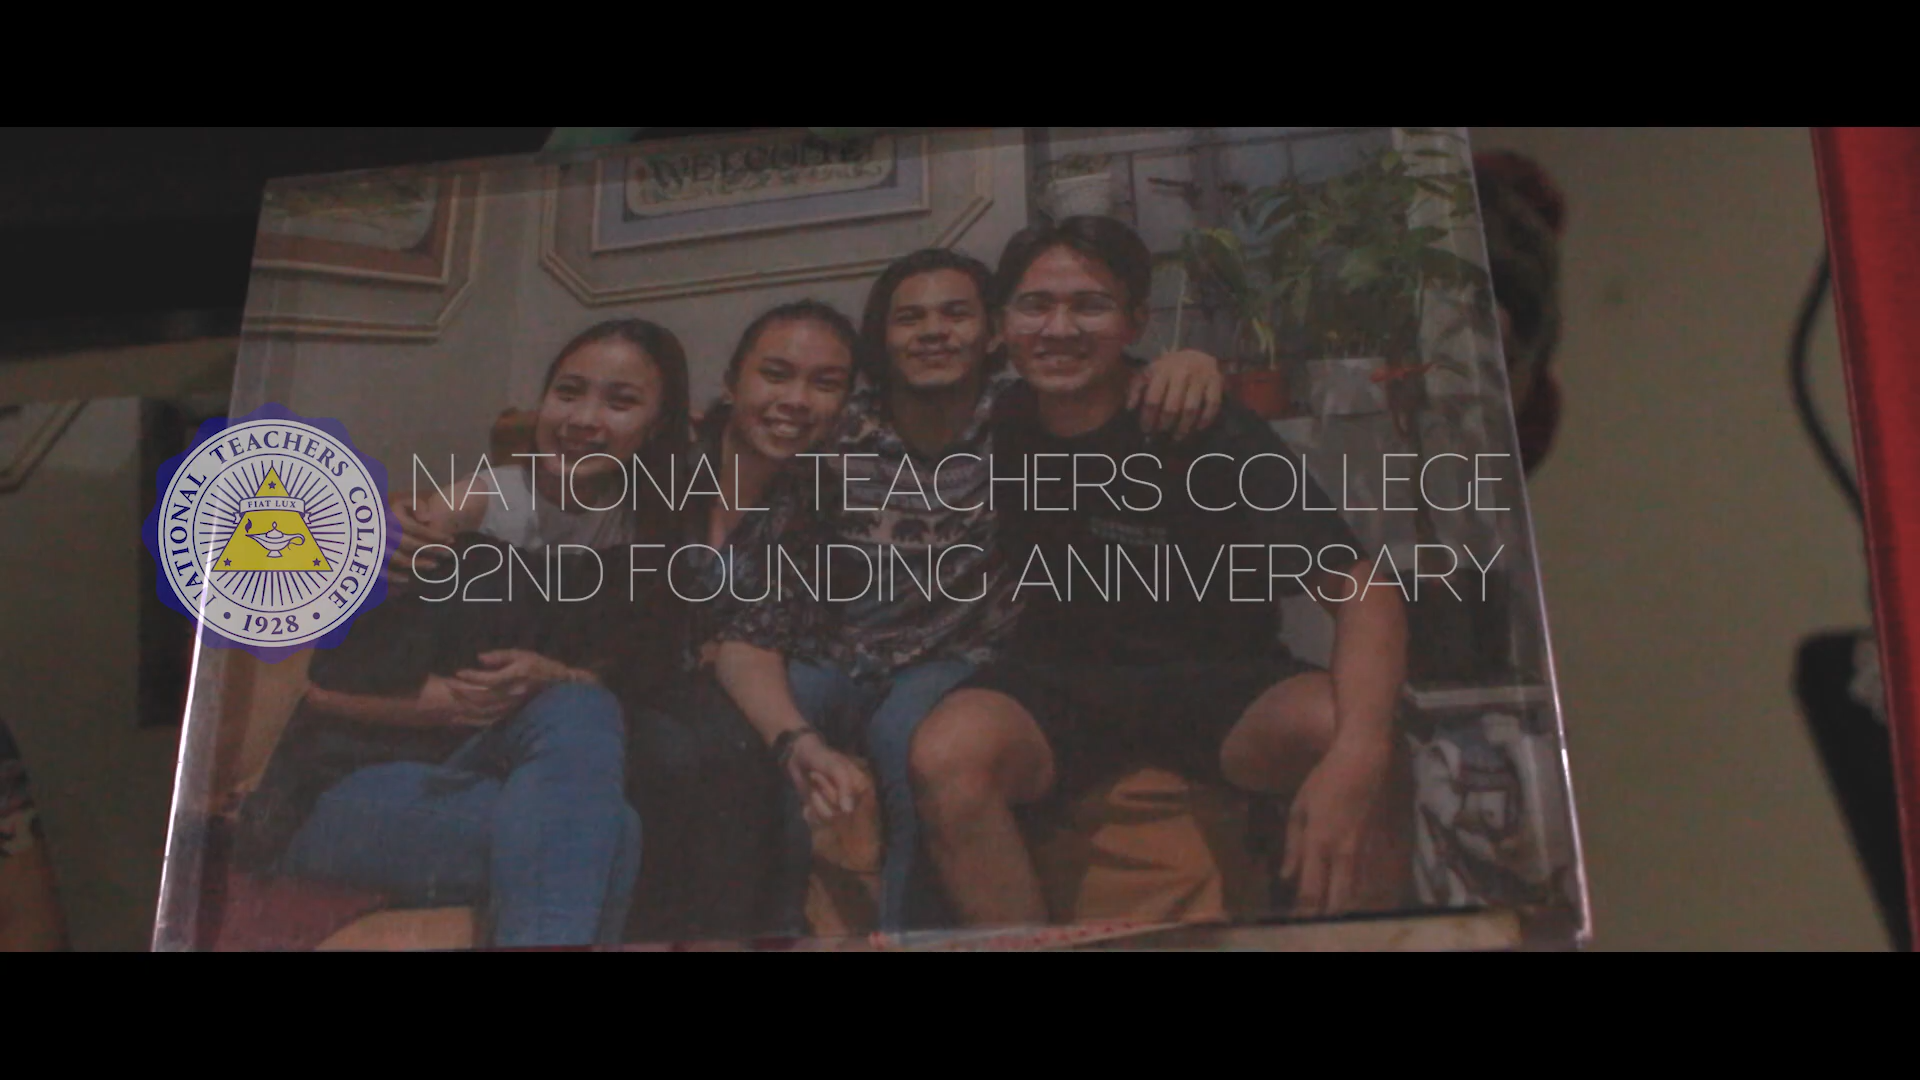 WELCOME
NATIONAL TEACHERS COLLEGE
92ND FOUNDING ANNIVERSARY
NATIONAL TEACHERS COLLEGE
FIAT LUX
• 1928 •